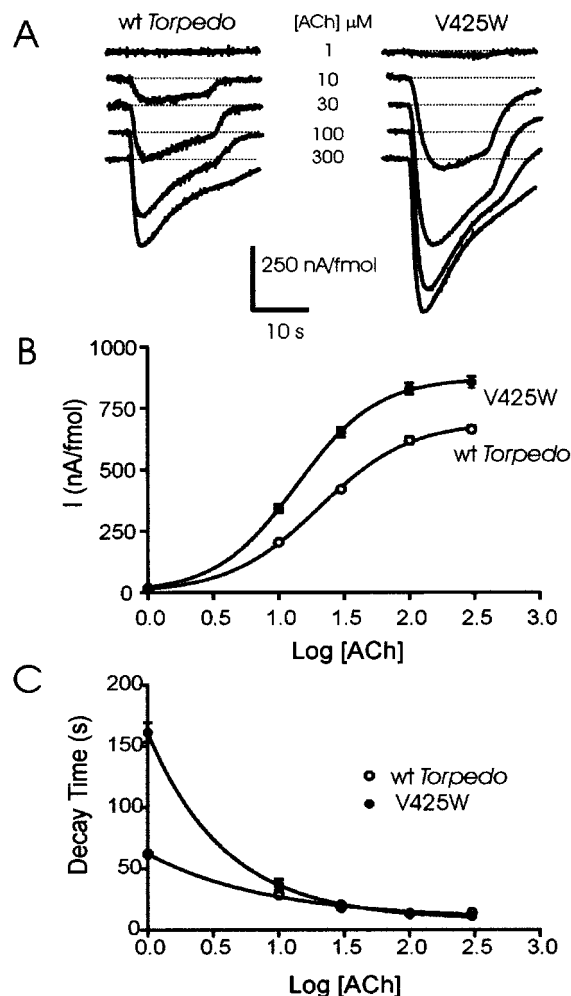 A
wt Torpedo [ACh] μM V425W
1
10
30
100
300
250 nA/fmol
10 s
B
1000
750
500
250
0
I (nA/fmol)
V425W
wt Torpedo
0.0 0.5 1.0 1.5 2.0 2.5 3.0
Log [ACh]
C
200
150
100
50
0
Decay Time (s)
wt Torpedo
V425W
0.0 0.5 1.0 1.5 2.0 2.5 3.0
Log [ACh]